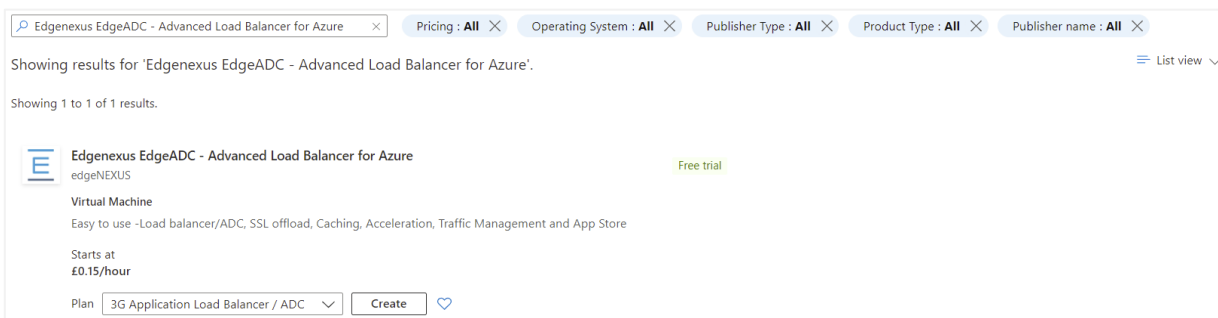 Edgenexus EdgeADC - Advanced Load Balancer for Azure
Pricing : All
Operating System : All
Publisher Type : All
Product Type : All
Publisher name : All
Showing results for 'Edgenexus EdgeADC - Advanced Load Balancer for Azure'.
List view
Showing 1 to 1 of 1 results.
Edgenexus EdgeADC - Advanced Load Balancer for Azure
edgeNEXUS
Free trial
Virtual Machine
Easy to use -Load balancer/ADC, SSL offload, Caching, Acceleration, Traffic Management and App Store
Starts at
£0.15/hour
Plan
3G Application Load Balancer / ADC
Create